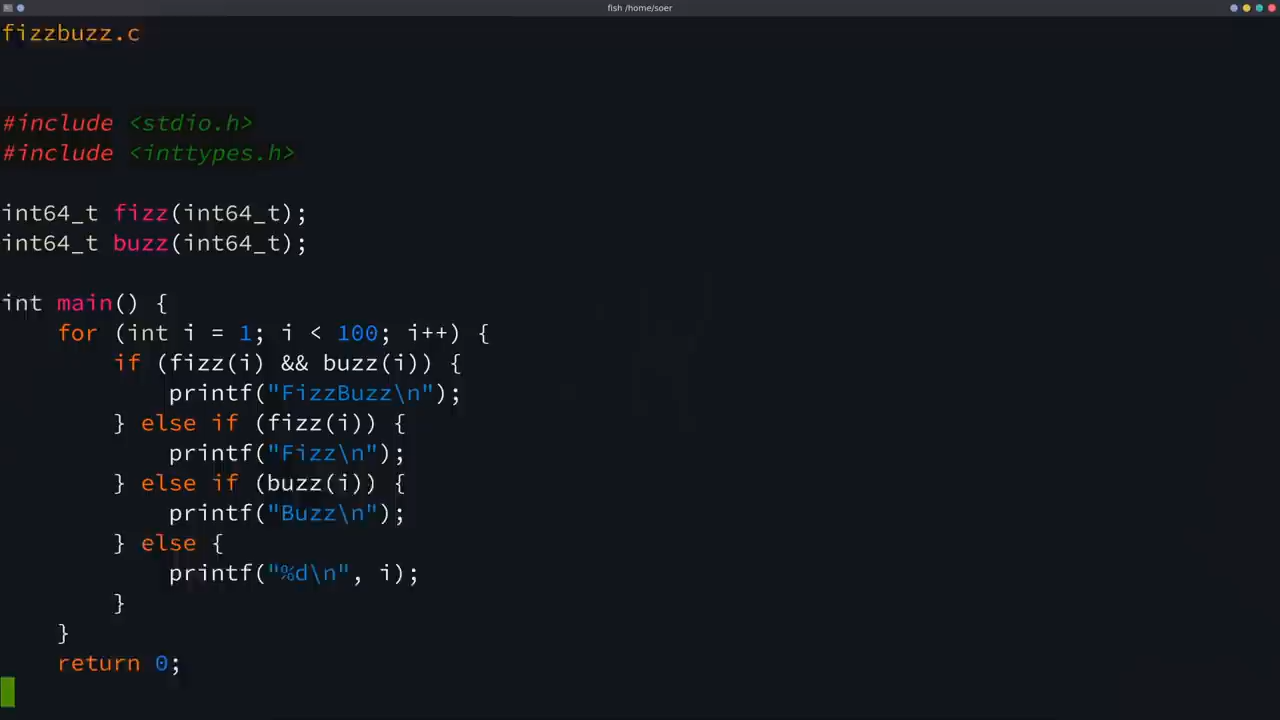 fish /home/soer
fizzbuzz.c
#include <stdio.h>
#include <inttypes.h>
int64_t fizz(int64_t);
int64_t buzz(int64_t);
int main() {
    for (int i = 1; i < 100; i++) {
        if (fizz(i) && buzz(i)) {
            printf("FizzBuzz\n");
        } else if (fizz(i)) {
            printf("Fizz\n");
        } else if (buzz(i)) {
            printf("Buzz\n");
        } else {
            printf("%d\n", i);
        }
    }
    return 0;